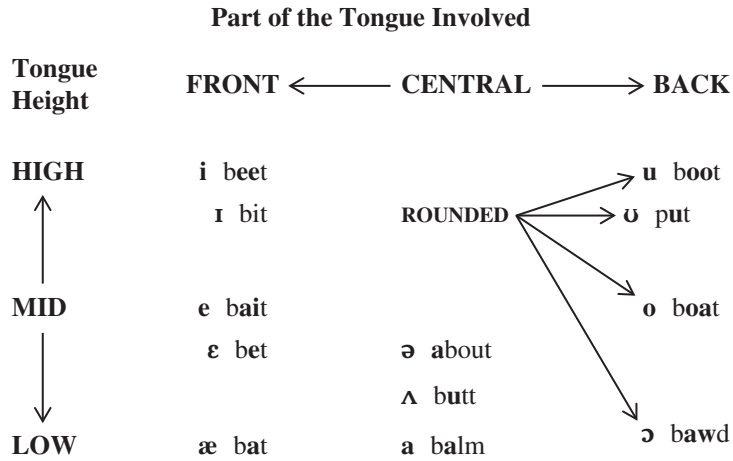 Part of the Tongue Involved
Tongue
Height
FRONT CENTRAL BACK
HIGH i beet u boot
ɪ bit ROUNDED ʊ put
MID e bait o boat
ɛ bet ə about
ʌ butt
LOW æ bat a balm ɔ bawd